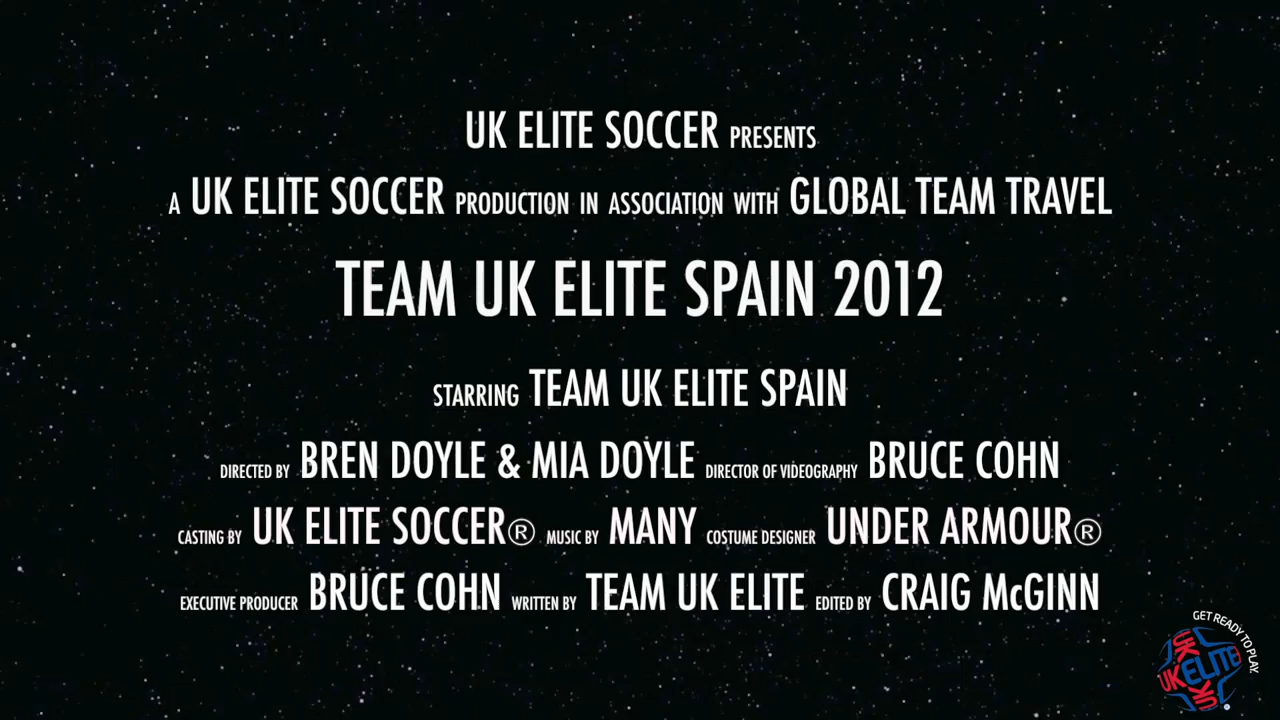 UK ELITE SOCCER PRESENTS
A UK ELITE SOCCER PRODUCTION IN ASSOCIATION WITH GLOBAL TEAM TRAVEL
TEAM UK ELITE SPAIN 2012
STARRING TEAM UK ELITE SPAIN
DIRECTED BY BREN DOYLE & MIA DOYLE DIRECTOR OF VIDEOGRAPHY BRUCE COHN
CASTING BY UK ELITE SOCCER® MUSIC BY MANY COSTUME DESIGNER UNDER ARMOUR®
EXECUTIVE PRODUCER BRUCE COHN WRITTEN BY TEAM UK ELITE EDITED BY CRAIG McGINN
GET READY TO PLAY.
UK
UK ELITE
UK
®